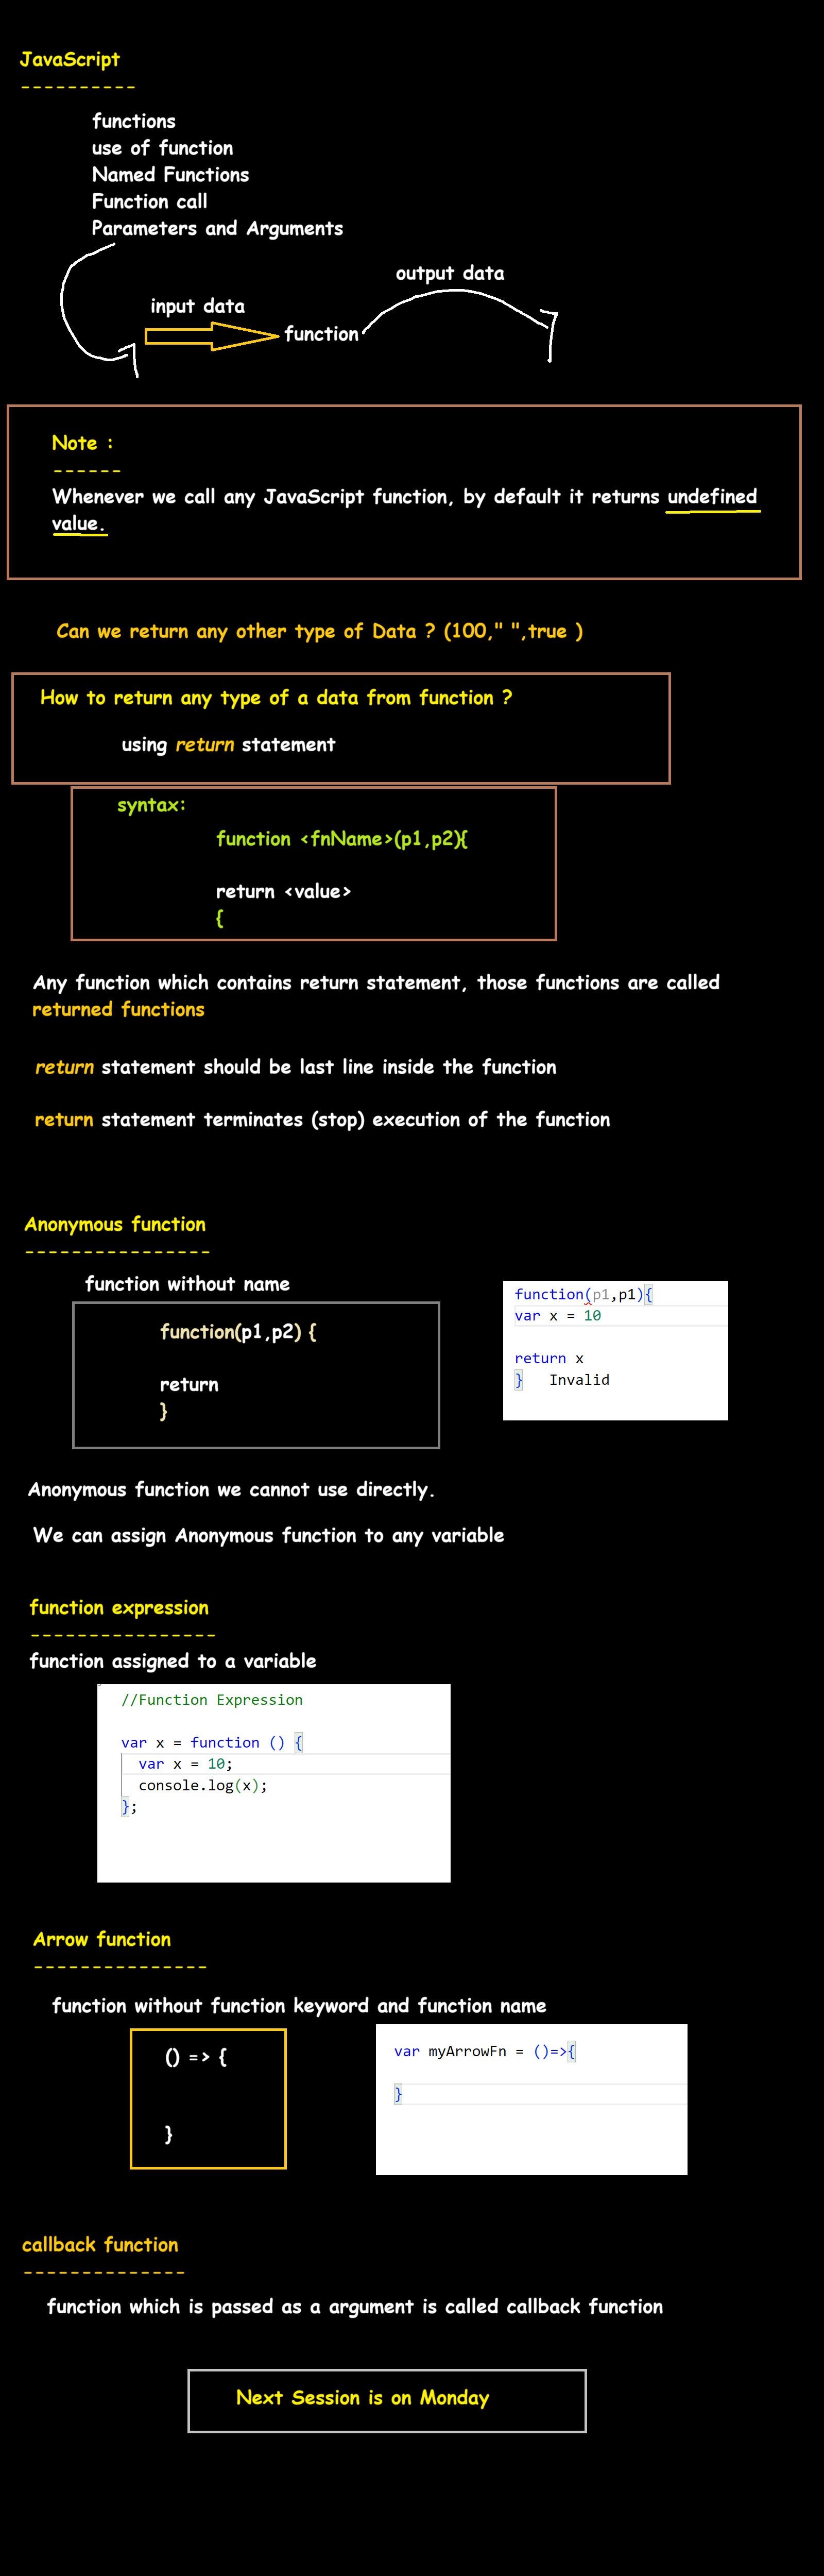 JavaScript
----------
functions
use of function
Named Functions
Function call
Parameters and Arguments
output data
input data
function
Note :
------
Whenever we call any JavaScript function, by default it returns undefined
value.
Can we return any other type of Data ? (100," ",true )
How to return any type of a data from function ?
using return statement
syntax:
function <fnName>(p1,p2){
return <value>
{
Any function which contains return statement, those functions are called
returned functions
return statement should be last line inside the function
return statement terminates (stop) execution of the function
Anonymous function
----------------
function without name
function(p1,p2) {
return
}
function(p1,p1){
var x = 10
return x
}   Invalid
Anonymous function we cannot use directly.
We can assign Anonymous function to any variable
function expression
----------------
function assigned to a variable
//Function Expression
var x = function () {
var x = 10;
console.log(x);
};
Arrow function
---------------
function without function keyword and function name
() => {
}
var myArrowFn = ()=>{
}
callback function
--------------
function which is passed as a argument is called callback function
Next Session is on Monday